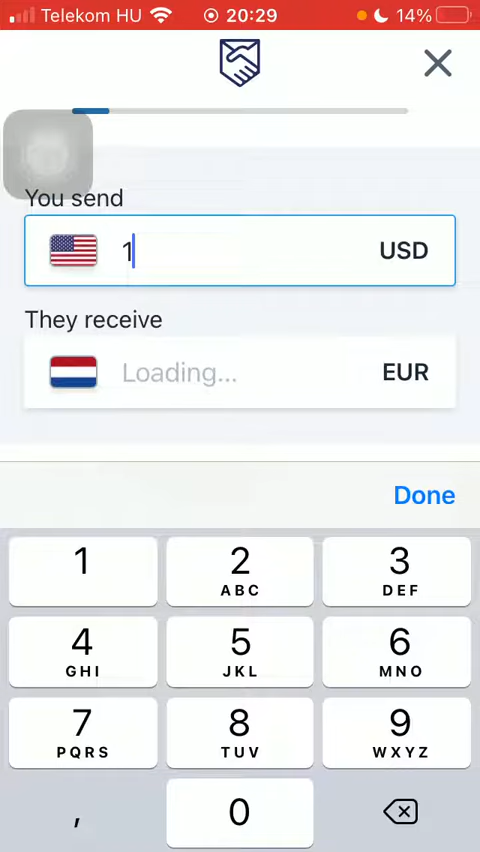 Telekom HU 20:29 14%
You send
1 USD
They receive
Loading... EUR
Done
1 2 3
ABC DEF
4 5 6
GHI JKL MNO
7 8 9
PQRS TUV WXYZ
, 0